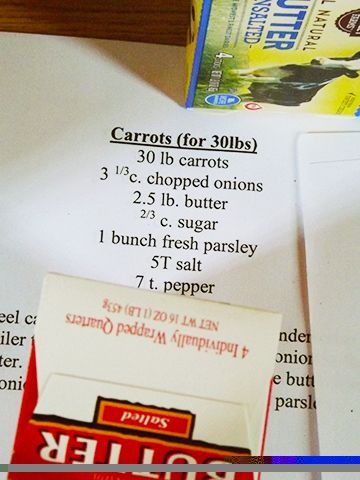 NATURAL
BUTTER
UNSALTED
Carrots (for 30lbs)
30 lb carrots
3 1/3c. chopped onions
2.5 lb. butter
2/3 c. sugar
1 bunch fresh parsley
5T salt
7 t. pepper
4 Individually Wrapped Quarters
NET WT 16 OZ (1 LB) 453g
Salted
BUTTER